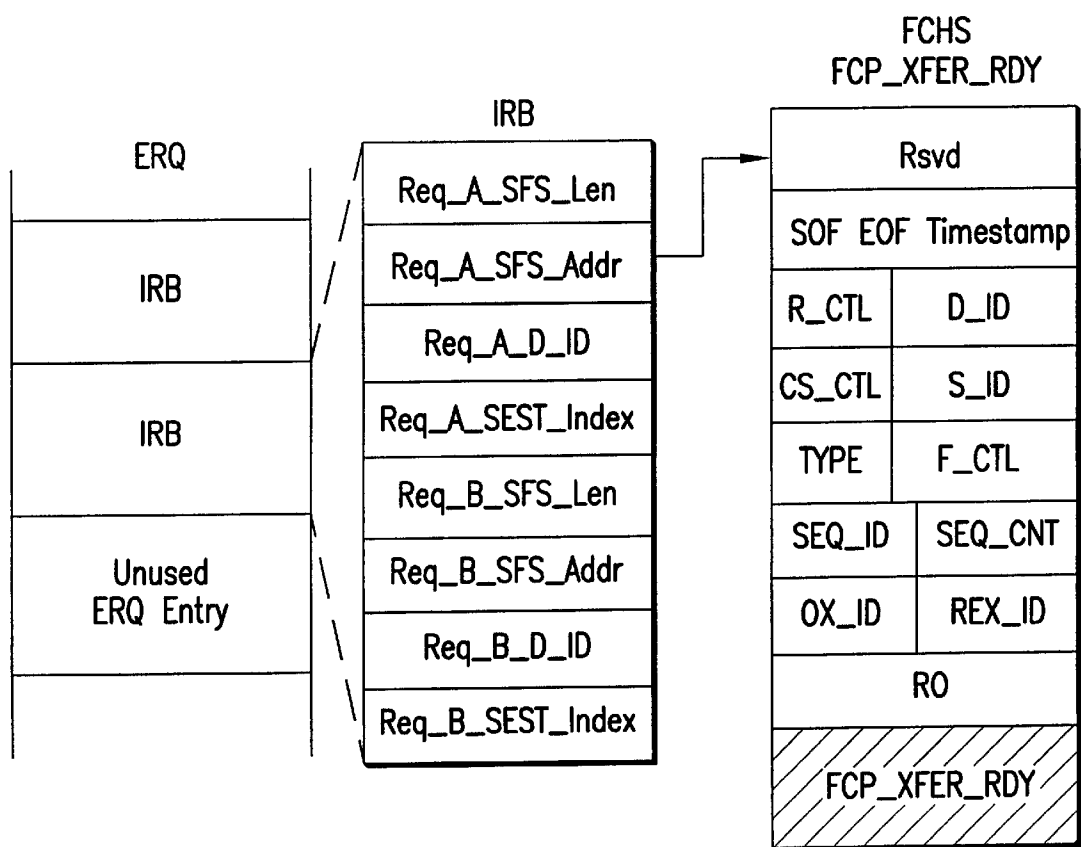 ERQ
IRB
IRB
Unused
ERQ Entry
IRB
Req_A_SFS_Len
Req_A_SFS_Addr
Req_A_D_ID
Req_A_SEST_Index
Req_B_SFS_Len
Req_B_SFS_Addr
Req_B_D_ID
Req_B_SEST_Index
FCHS
FCP_XFER_RDY
Rsvd
SOF EOF Timestamp
R_CTL D_ID
CS_CTL S_ID
TYPE F_CTL
SEQ_ID SEQ_CNT
OX_ID REX_ID
RO
FCP_XFER_RDY